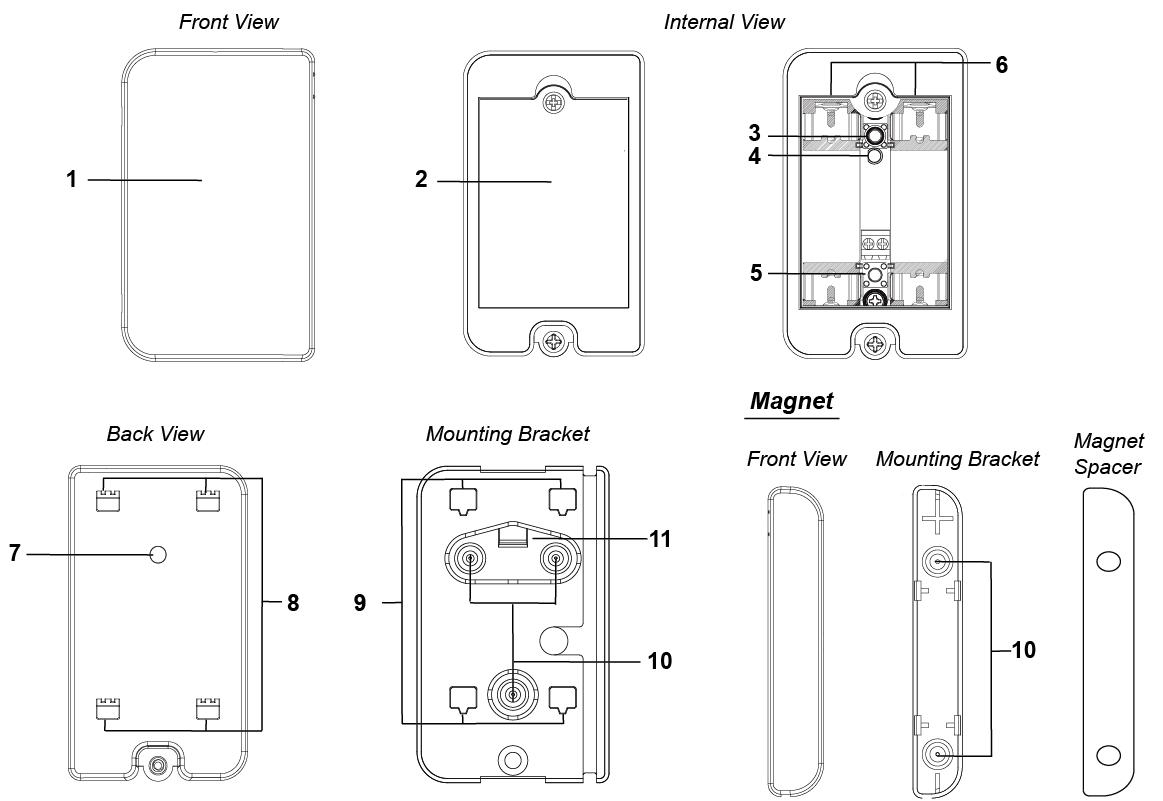 Front View
Internal View
1
2
3
4
5
6
Magnet
Back View
Mounting Bracket
Front View
Mounting Bracket
Magnet
Spacer
7
8
9
11
10
10